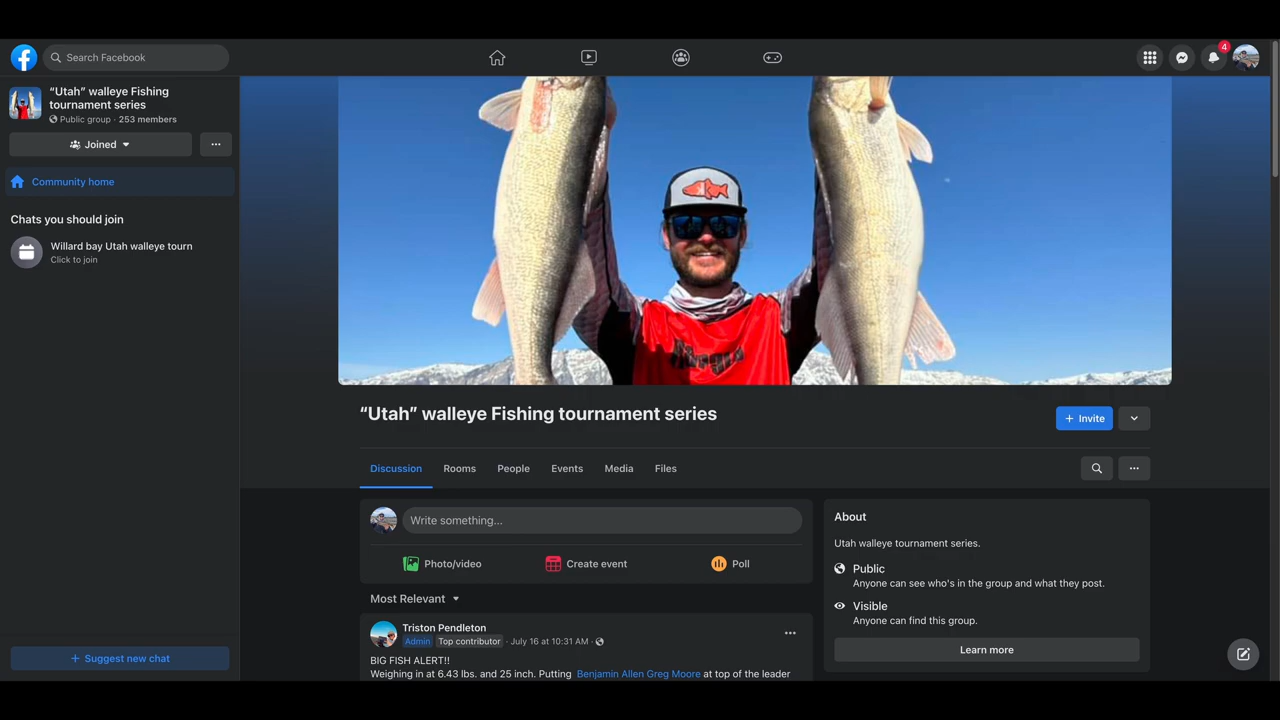 Search Facebook
4
“Utah” walleye Fishing
tournament series
Public group · 253 members
Joined
Community home
Chats you should join
Willard bay Utah walleye tourn
Click to join
+ Suggest new chat
“Utah” walleye Fishing tournament series
+ Invite
Discussion Rooms People Events Media Files
Write something...
Photo/video Create event Poll
Most Relevant
Triston Pendleton
Admin Top contributor · July 16 at 10:31 AM ·
BIG FISH ALERT!!
Weighing in at 6.43 lbs. and 25 inch. Putting Benjamin Allen Greg Moore at top of the leader
About
Utah walleye tournament series.
Public
Anyone can see who's in the group and what they post.
Visible
Anyone can find this group.
Learn more